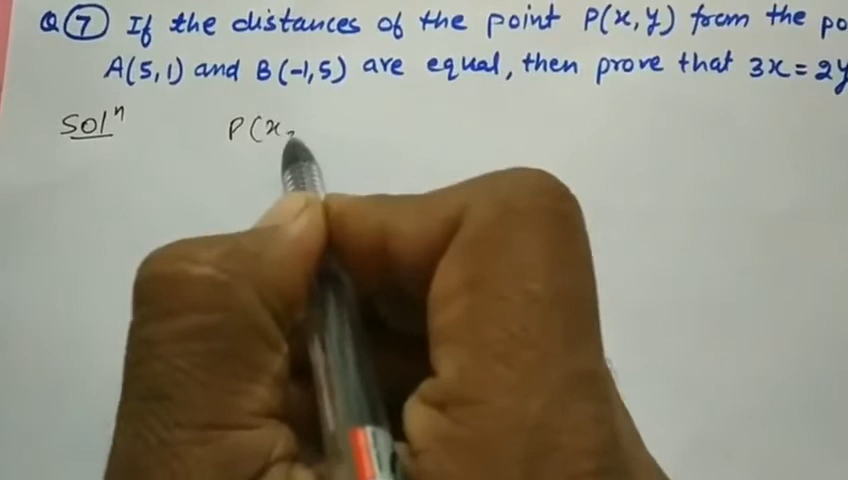 Q (7) If the distances of the point P(x,y) from the po
A(5,1) and B(-1,5) are equal, then prove that 3x=2y
Solⁿ P(x,